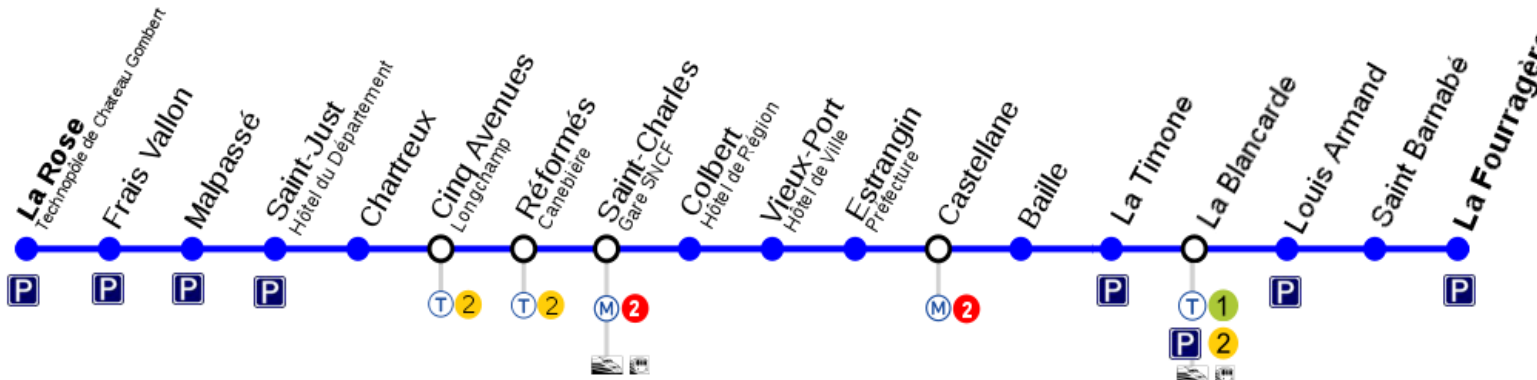 La Rose
Technopôle de Chateau Gombert
Frais Vallon
Malpassé
Saint-Just
Hôtel du Département
Chartreux
Cinq Avenues
Longchamp
Réformés
Canebière
Saint-Charles
Gare SNCF
Colbert
Hôtel de Région
Vieux-Port
Hôtel de Ville
Estrangin
Préfecture
Castellane
Baille
La Timone
La Blancarde
Louis Armand
Saint Barnabé
La Fourragère
P
P
P
P
T 2
T 2
M 2
M 2
P
T 1
P 2
P
P